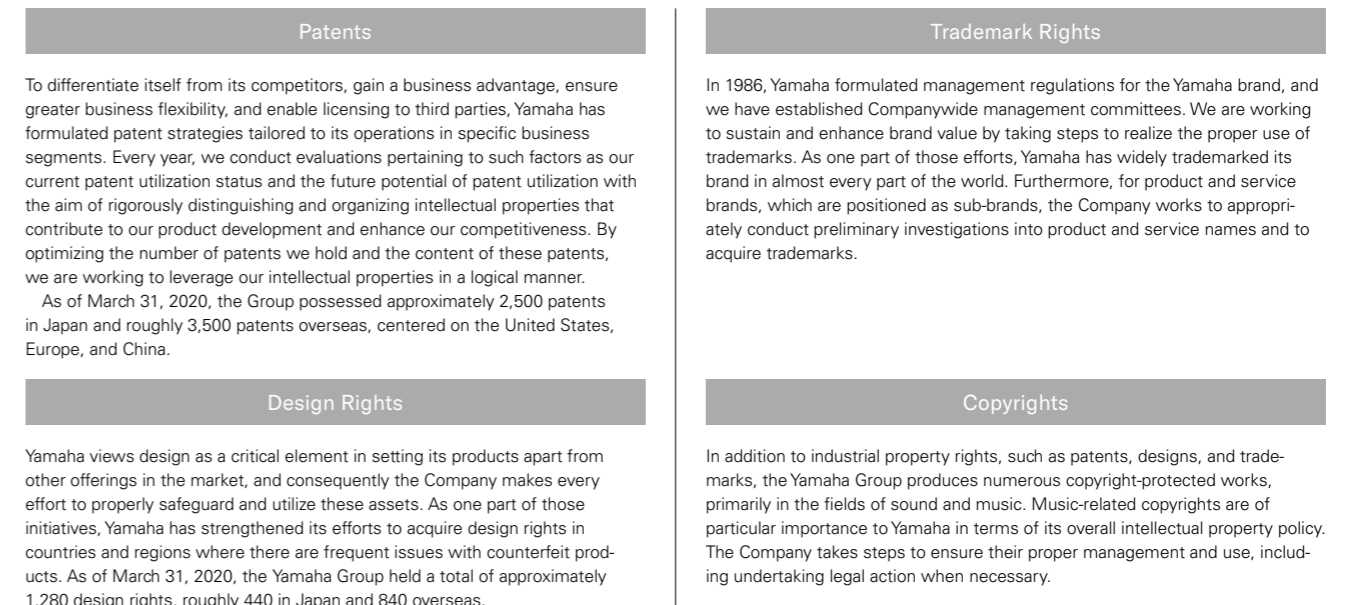 Patents
To differentiate itself from its competitors, gain a business advantage, ensure
greater business flexibility, and enable licensing to third parties, Yamaha has
formulated patent strategies tailored to its operations in specific business
segments. Every year, we conduct evaluations pertaining to such factors as our
current patent utilization status and the future potential of patent utilization with
the aim of rigorously distinguishing and organizing intellectual properties that
contribute to our product development and enhance our competitiveness. By
optimizing the number of patents we hold and the content of these patents,
we are working to leverage our intellectual properties in a logical manner.
As of March 31, 2020, the Group possessed approximately 2,500 patents
in Japan and roughly 3,500 patents overseas, centered on the United States,
Europe, and China.
Design Rights
Yamaha views design as a critical element in setting its products apart from
other offerings in the market, and consequently the Company makes every
effort to properly safeguard and utilize these assets. As one part of those
initiatives, Yamaha has strengthened its efforts to acquire design rights in
countries and regions where there are frequent issues with counterfeit prod-
ucts. As of March 31, 2020, the Yamaha Group held a total of approximately
1,280 design rights, roughly 440 in Japan and 840 overseas.
Trademark Rights
In 1986, Yamaha formulated management regulations for the Yamaha brand, and
we have established Companywide management committees. We are working
to sustain and enhance brand value by taking steps to realize the proper use of
trademarks. As one part of those efforts, Yamaha has widely trademarked its
brand in almost every part of the world. Furthermore, for product and service
brands, which are positioned as sub-brands, the Company works to appropri-
ately conduct preliminary investigations into product and service names and to
acquire trademarks.
Copyrights
In addition to industrial property rights, such as patents, designs, and trade-
marks, the Yamaha Group produces numerous copyright-protected works,
primarily in the fields of sound and music. Music-related copyrights are of
particular importance to Yamaha in terms of its overall intellectual property policy.
The Company takes steps to ensure their proper management and use, includ-
ing undertaking legal action when necessary.